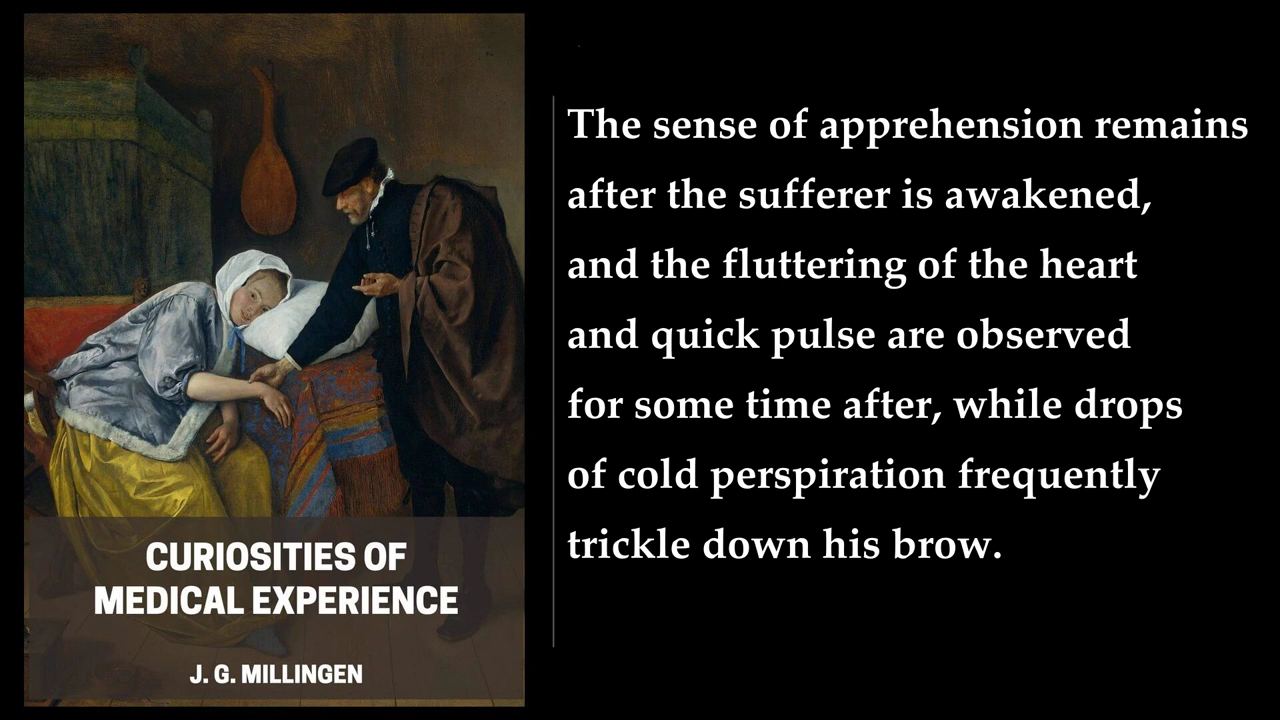 The sense of apprehension remains
after the sufferer is awakened,
and the fluttering of the heart
and quick pulse are observed
for some time after, while drops
of cold perspiration frequently
trickle down his brow.
CURIOSITIES OF
MEDICAL EXPERIENCE
J. G. MILLINGEN